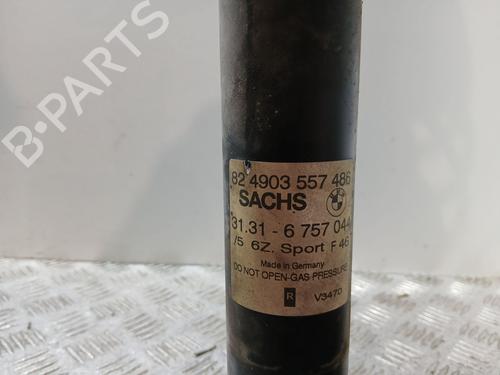 B-PARTS
82 4903 557 486
SACHS
31.31 - 6 757 044
/5 6Z. Sport F 46
Made in Germany
DO NOT OPEN-GAS PRESSURE
R V3470